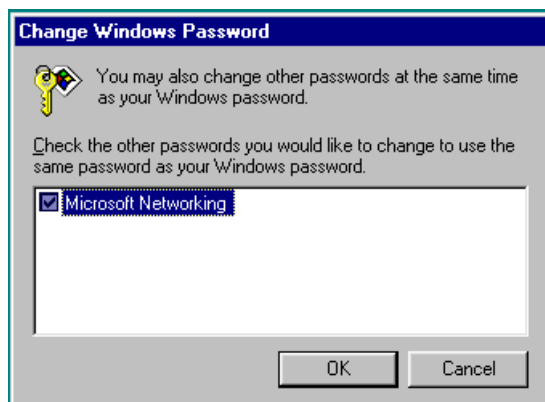 Change Windows Password
You may also change other passwords at the same time
as your Windows password.
Check the other passwords you would like to change to use the
same password as your Windows password.
Microsoft Networking
OK
Cancel